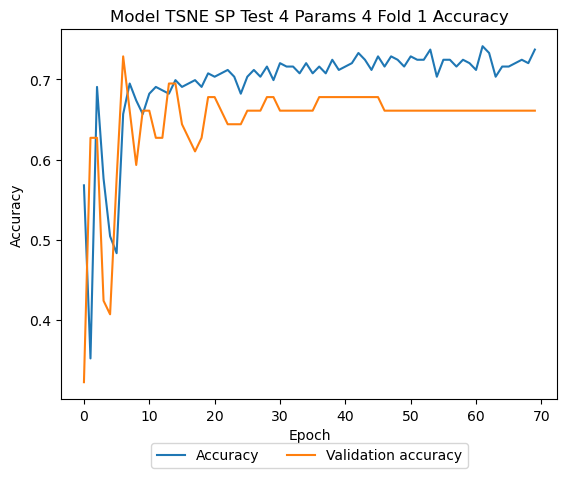 Model TSNE SP Test 4 Params 4 Fold 1 Accuracy
0.7
0.6
0.5
0.4
Accuracy
0 10 20 30 40 50 60 70
Epoch
Accuracy Validation accuracy